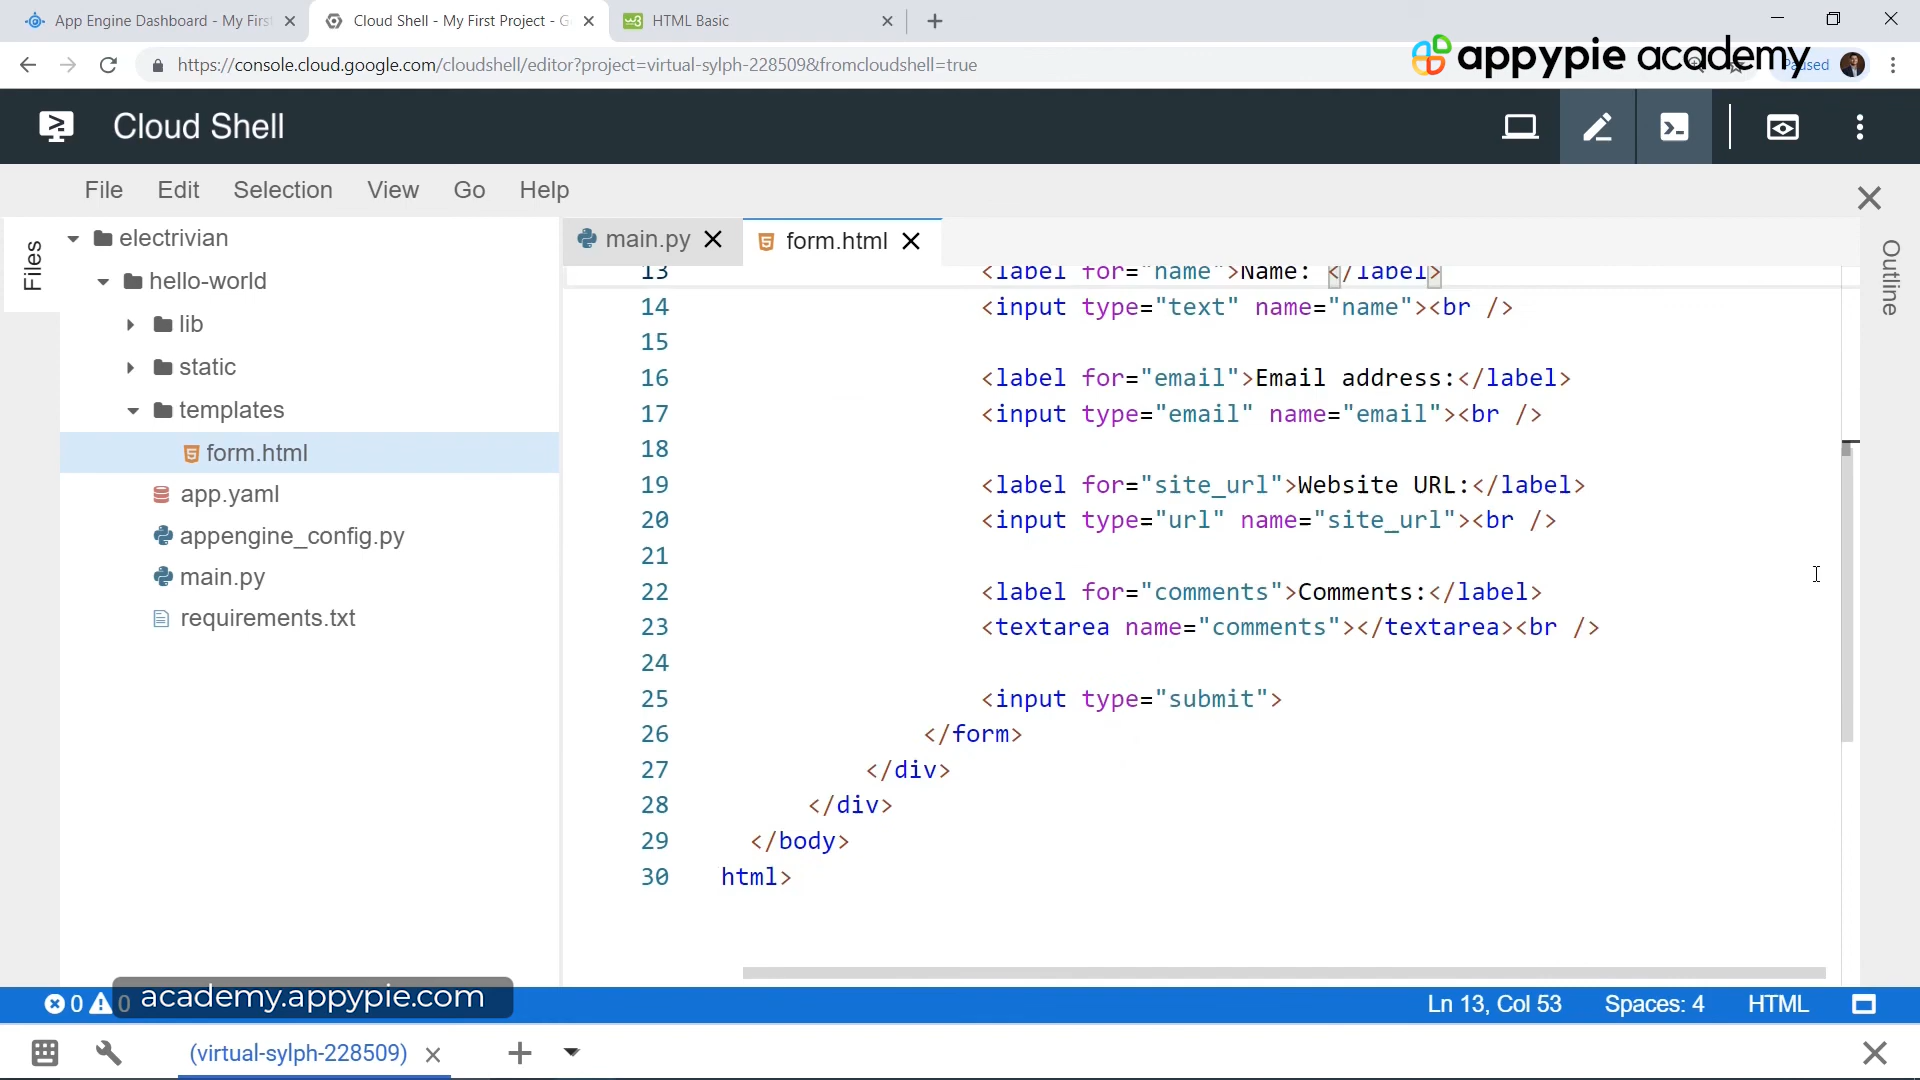 App Engine Dashboard - My First
Cloud Shell - My First Project - G
HTML Basic
https://console.cloud.google.com/cloudshell/editor?project=virtual-sylph-228509&fromcloudshell=true
appypie academy
Paused
Cloud Shell
File Edit Selection View Go Help
Files
electrivian
hello-world
lib
static
templates
form.html
app.yaml
appengine_config.py
main.py
requirements.txt
main.py
form.html
13 <label for="name">Name: </label>
14 <input type="text" name="name"><br />
15
16 <label for="email">Email address:</label>
17 <input type="email" name="email"><br />
18
19 <label for="site_url">Website URL:</label>
20 <input type="url" name="site_url"><br />
21
22 <label for="comments">Comments:</label>
23 <textarea name="comments"></textarea><br />
24
25 <input type="submit">
26 </form>
27 </div>
28 </div>
29 </body>
30 html>
Outline
0 0
academy.appypie.com
Ln 13, Col 53 Spaces: 4 HTML
(virtual-sylph-228509)